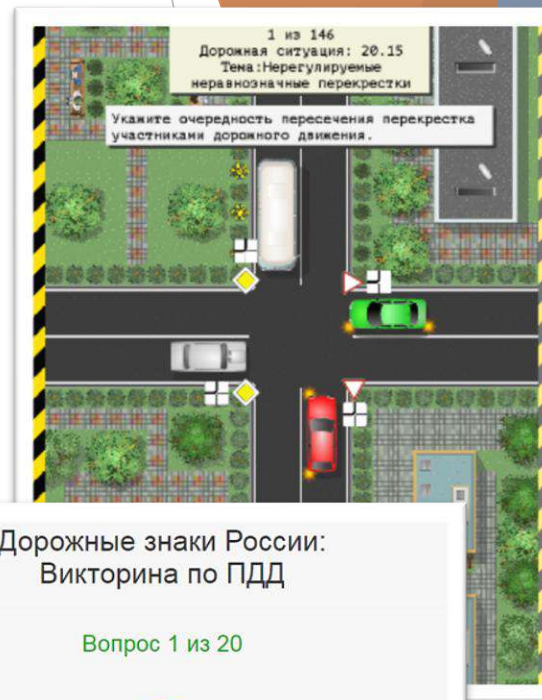 1 из 146
Дорожная ситуация: 20.15
Тема:Нерегулируемые
неравнозначные перекрестки
Укажите очередность пересечения перекрестка
участниками дорожного движения.
Дорожные знаки России:
Викторина по ПДД
Вопрос 1 из 20